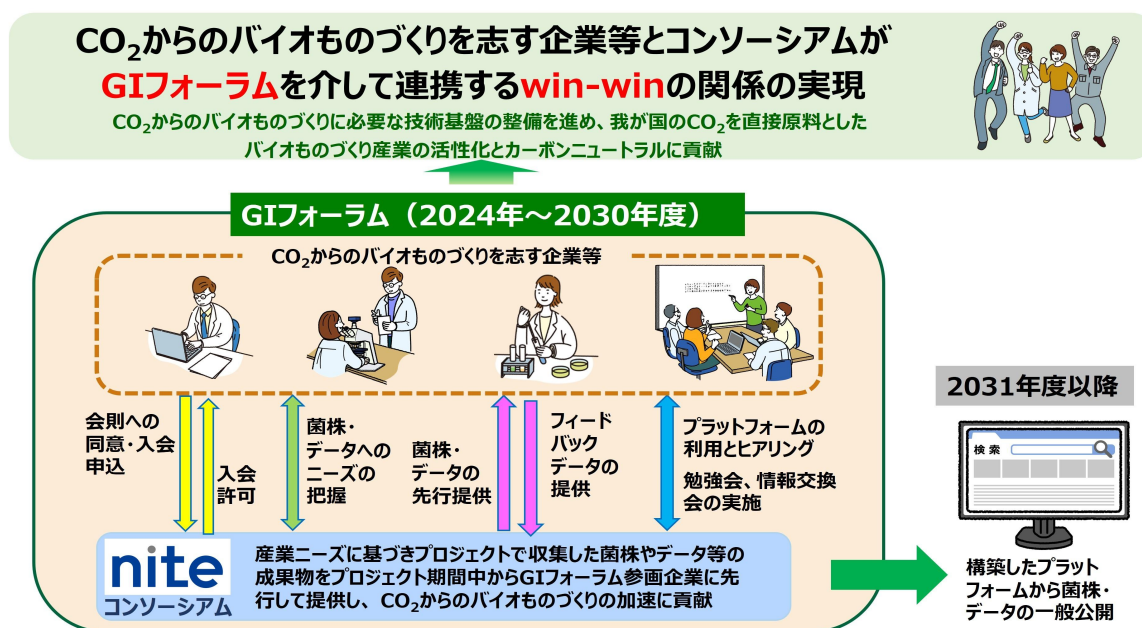 CO₂からのバイオものづくりを志す企業等とコンソーシアムが
GIフォーラムを介して連携するwin-winの関係の実現
CO₂からのバイオものづくりに必要な技術基盤の整備を進め、我が国のCO₂を直接原料とした
バイオものづくり産業の活性化とカーボンニュートラルに貢献
GIフォーラム（2024年～2030年度）
CO₂からのバイオものづくりを志す企業等
会則への
同意・入会
申込
入会
許可
菌株・
データへの
ニーズの
把握
菌株・
データの
先行提供
フィード
バック
データの
提供
プラットフォームの
利用とヒアリング
勉強会、情報交換
会の実施
nite
コンソーシアム
産業ニーズに基づきプロジェクトで収集した菌株やデータ等の
成果物をプロジェクト期間中からGIフォーラム参画企業に先
行して提供し、CO₂からのバイオものづくりの加速に貢献
2031年度以降
検索
構築したプラット
フォームから菌株・
データの一般公開